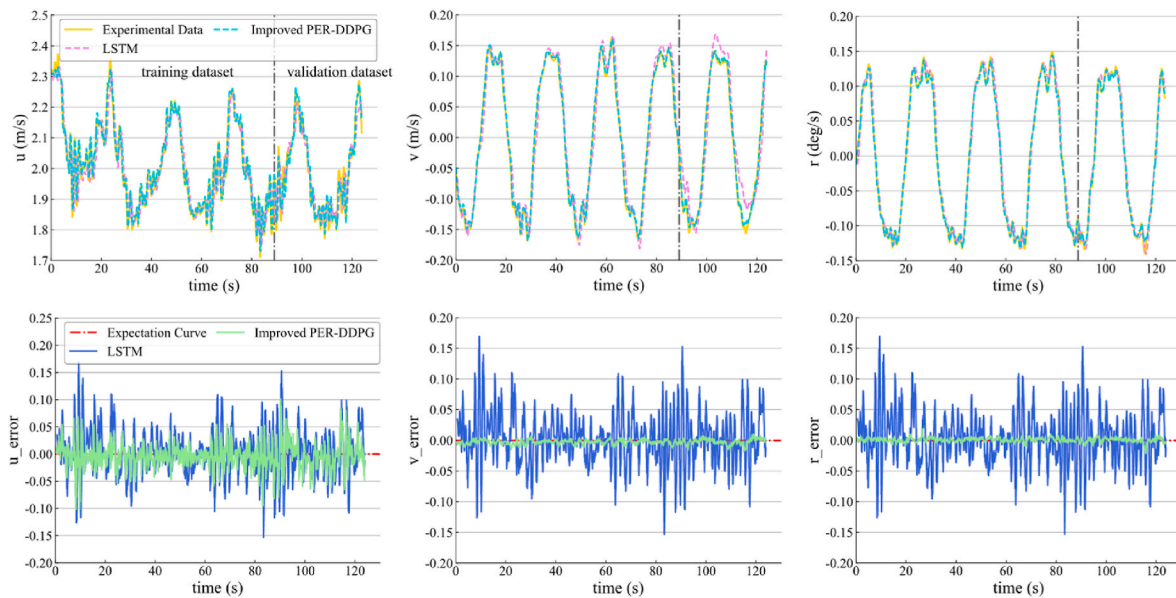 Experimental Data
Improved PER-DDPG
LSTM
training dataset
validation dataset
u (m/s)
2.5
2.4
2.3
2.2
2.1
2.0
1.9
1.8
1.7
0 20 40 60 80 100 120
time (s)
v (m/s)
0.20
0.15
0.10
0.05
0.00
-0.05
-0.10
-0.15
-0.20
0 20 40 60 80 100 120
time (s)
r (deg/s)
0.20
0.15
0.10
0.05
0.00
-0.05
-0.10
-0.15
0 20 40 60 80 100 120
time (s)
Expectation Curve
Improved PER-DDPG
LSTM
u_error
0.25
0.20
0.15
0.10
0.05
0.00
-0.05
-0.10
-0.15
-0.20
0 20 40 60 80 100 120
time (s)
v_error
0.20
0.15
0.10
0.05
0.00
-0.05
-0.10
-0.15
-0.20
0 20 40 60 80 100 120
time (s)
r_error
0.20
0.15
0.10
0.05
0.00
-0.05
-0.10
-0.15
-0.20
0 20 40 60 80 100 120
time (s)